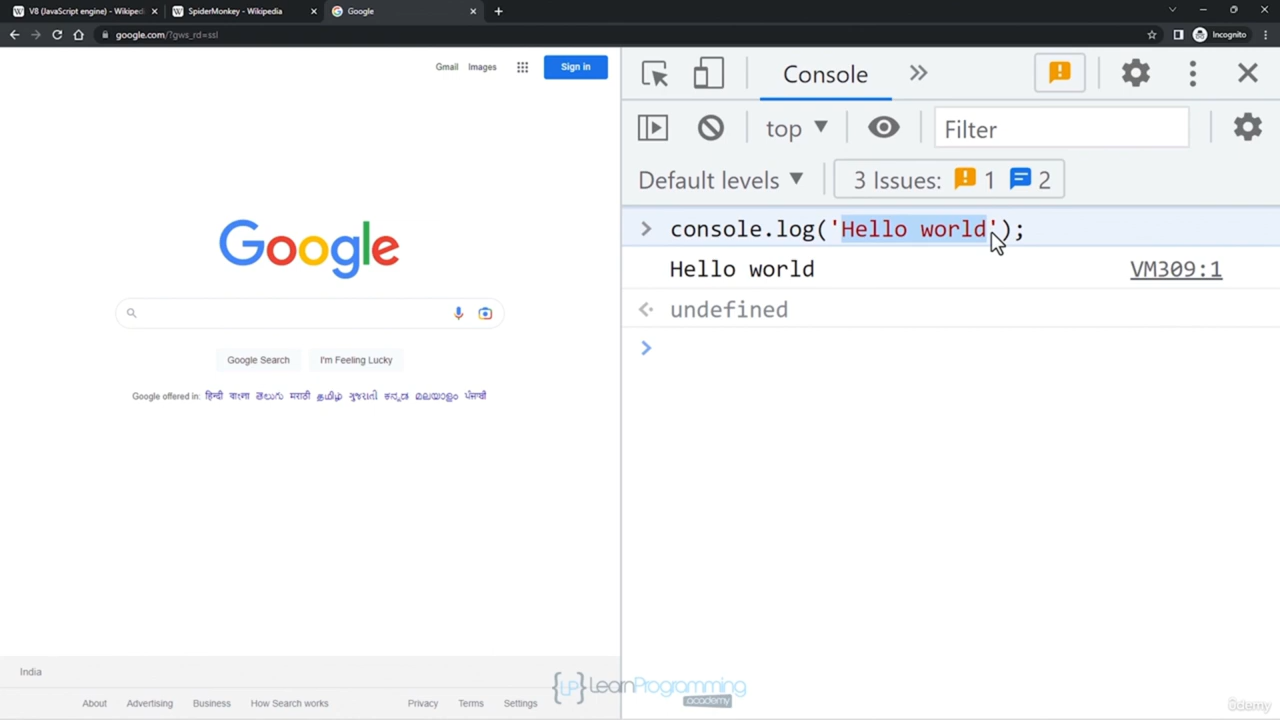 V8 (JavaScript engine) - Wikiped
SpiderMonkey - Wikipedia
Google
google.com/?gws_rd=ssl
Incognito
Gmail Images
Sign in
Google
Google Search
I'm Feeling Lucky
Google offered in: हिन्दी বাংলা తెలుగు मराठी தமிழ் ગુજરાતી ಕನ್ನಡ മലയാളം ਪੰਜਾਬੀ
India
About Advertising Business How Search works
Privacy Terms Settings
Console
top
Filter
Default levels
3 Issues: 1 2
console.log('Hello world');
Hello world VM309:1
undefined
{LP} LearnProgramming
academy
ûdemy